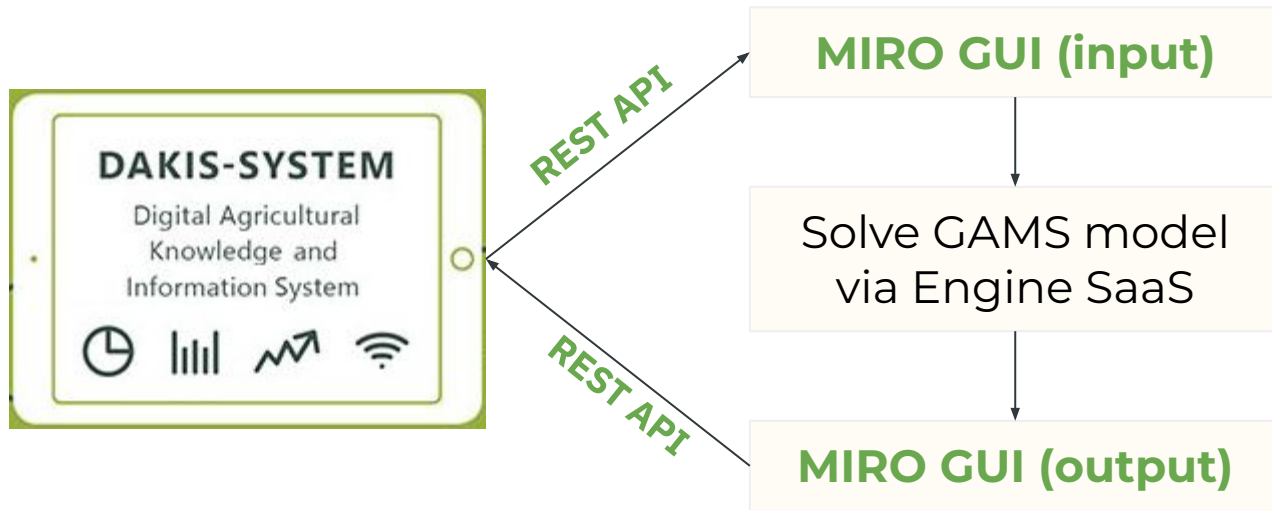 DAKIS-SYSTEM
Digital Agricultural
Knowledge and
Information System
REST API
REST API
MIRO GUI (input)
Solve GAMS model
via Engine SaaS
MIRO GUI (output)